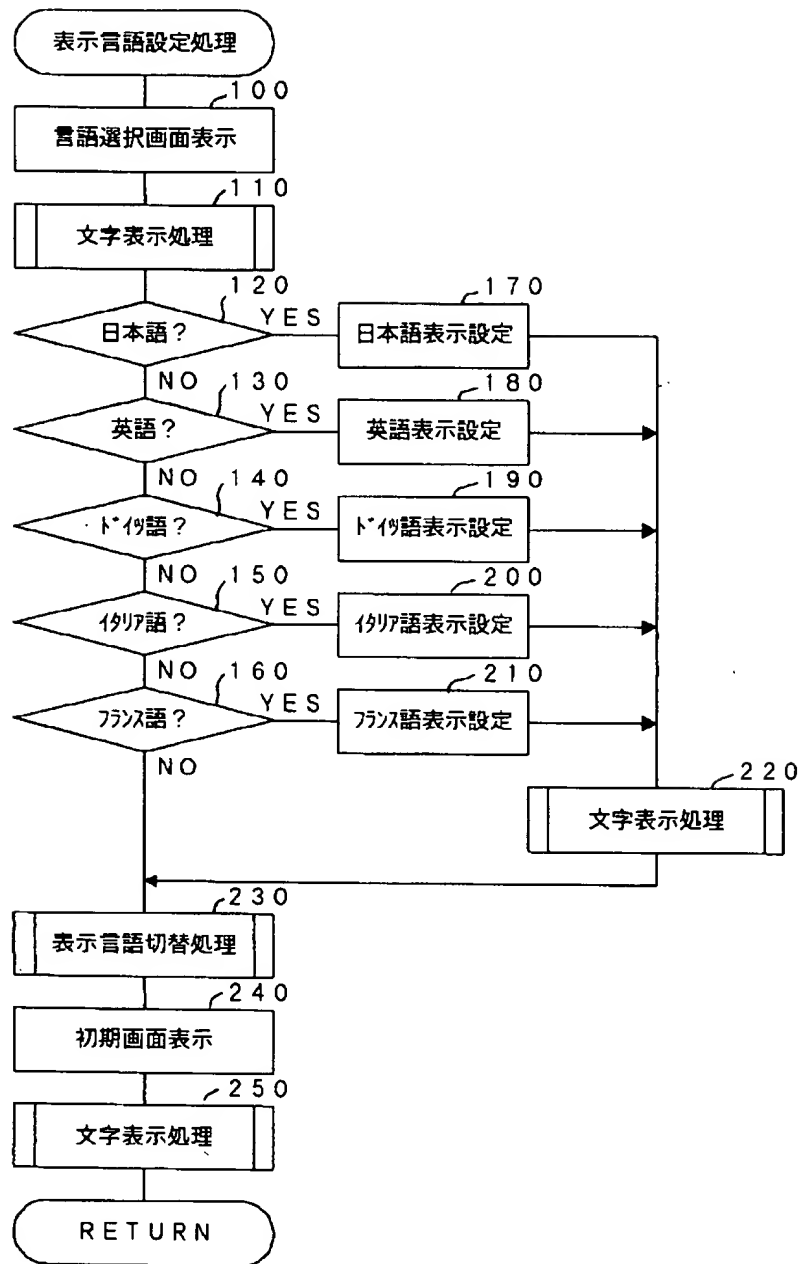 表示言語設定処理
100
言語選択画面表示
110
文字表示処理
120
日本語?
YES
170
日本語表示設定
NO
130
英語?
YES
180
英語表示設定
NO
140
ﾄﾞｲﾂ語?
YES
190
ﾄﾞｲﾂ語表示設定
NO
150
ｲﾀﾘｱ語?
YES
200
ｲﾀﾘｱ語表示設定
NO
160
ﾌﾗﾝｽ語?
YES
210
ﾌﾗﾝｽ語表示設定
NO
220
文字表示処理
230
表示言語切替処理
240
初期画面表示
250
文字表示処理
RETURN